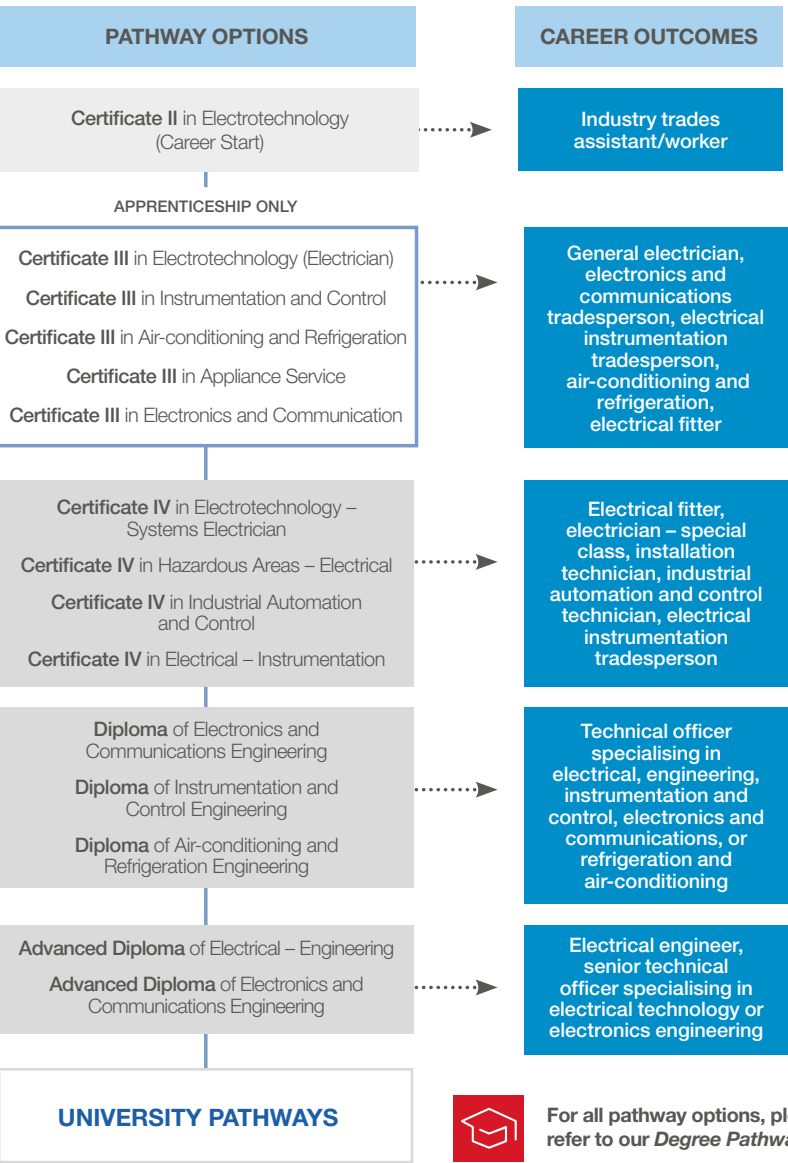 PATHWAY OPTIONS
CAREER OUTCOMES
Certificate II in Electrotechnology
(Career Start)
Industry trades
assistant/worker
APPRENTICESHIP ONLY
Certificate III in Electrotechnology (Electrician)
Certificate III in Instrumentation and Control
Certificate III in Air-conditioning and Refrigeration
Certificate III in Appliance Service
Certificate III in Electronics and Communication
General electrician,
electronics and
communications
tradesperson, electrical
instrumentation
tradesperson,
air-conditioning and
refrigeration,
electrical fitter
Certificate IV in Electrotechnology –
Systems Electrician
Certificate IV in Hazardous Areas – Electrical
Certificate IV in Industrial Automation
and Control
Certificate IV in Electrical – Instrumentation
Electrical fitter,
electrician – special
class, installation
technician, industrial
automation and control
technician, electrical
instrumentation
tradesperson
Diploma of Electronics and
Communications Engineering
Diploma of Instrumentation and
Control Engineering
Diploma of Air-conditioning and
Refrigeration Engineering
Technical officer
specialising in
electrical, engineering,
instrumentation and
control, electronics and
communications, or
refrigeration and
air-conditioning
Advanced Diploma of Electrical – Engineering
Advanced Diploma of Electronics and
Communications Engineering
Electrical engineer,
senior technical
officer specialising in
electrical technology or
electronics engineering
UNIVERSITY PATHWAYS
For all pathway options,
refer to our Degree